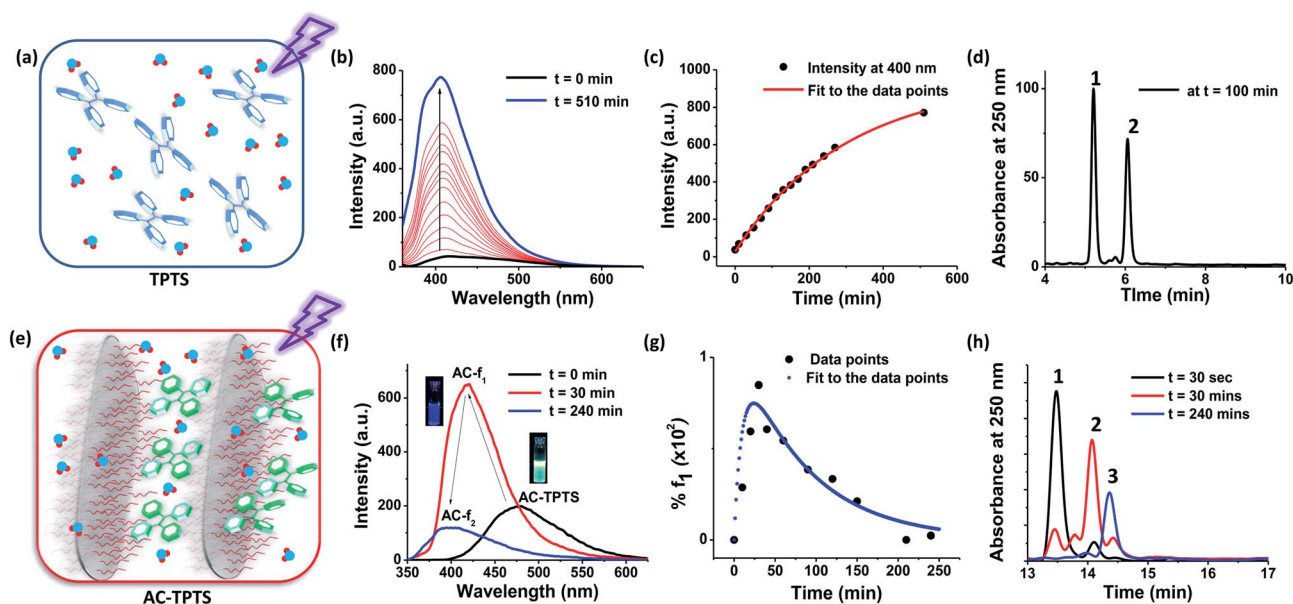 (a)
TPTS
(b)
Intensity (a.u.)
800
600
400
200
0
400
500
600
Wavelength (nm)
t = 0 min
t = 510 min
(c)
Intensity (a.u.)
1000
800
600
400
200
0
0
200
400
600
Time (min)
Intensity at 400 nm
Fit to the data points
(d)
Absorbance at 250 nm
100
50
0
4
6
8
10
TIme (min)
1
2
at t = 100 min
(e)
AC-TPTS
(f)
Intensity (a.u.)
600
400
200
0
350
400
450
500
550
600
Wavelength (nm)
AC-f₁
AC-f₂
AC-TPTS
t = 0 min
t = 30 min
t = 240 min
(g)
% f₁ (x10²)
1
0
0
50
100
150
200
250
Time (min)
Data points
Fit to the data points
(h)
Absorbance at 250 nm
13
14
15
16
17
Time (min)
1
2
3
t = 30 sec
t = 30 mins
t = 240 mins